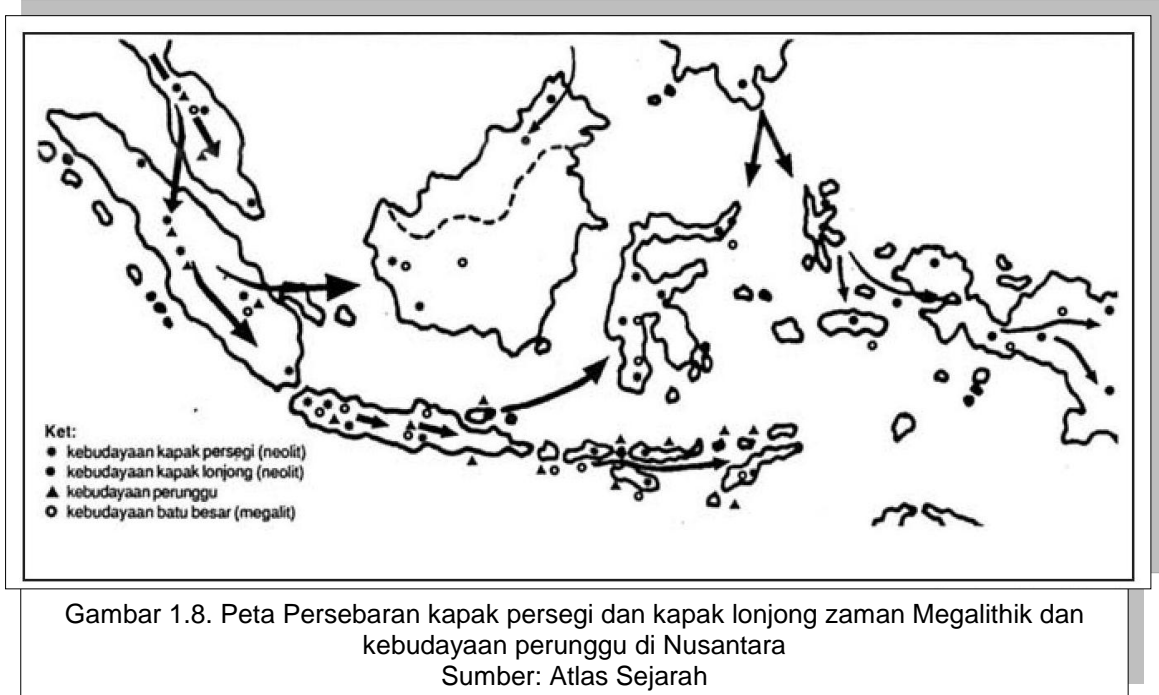 Ket:
kebudayaan kapak persegi (neolit)
kebudayaan kapak lonjong (neolit)
kebudayaan perunggu
kebudayaan batu besar (megalit)
Gambar 1.8. Peta Persebaran kapak persegi dan kapak lonjong zaman Megalithik dan
kebudayaan perunggu di Nusantara
Sumber: Atlas Sejarah